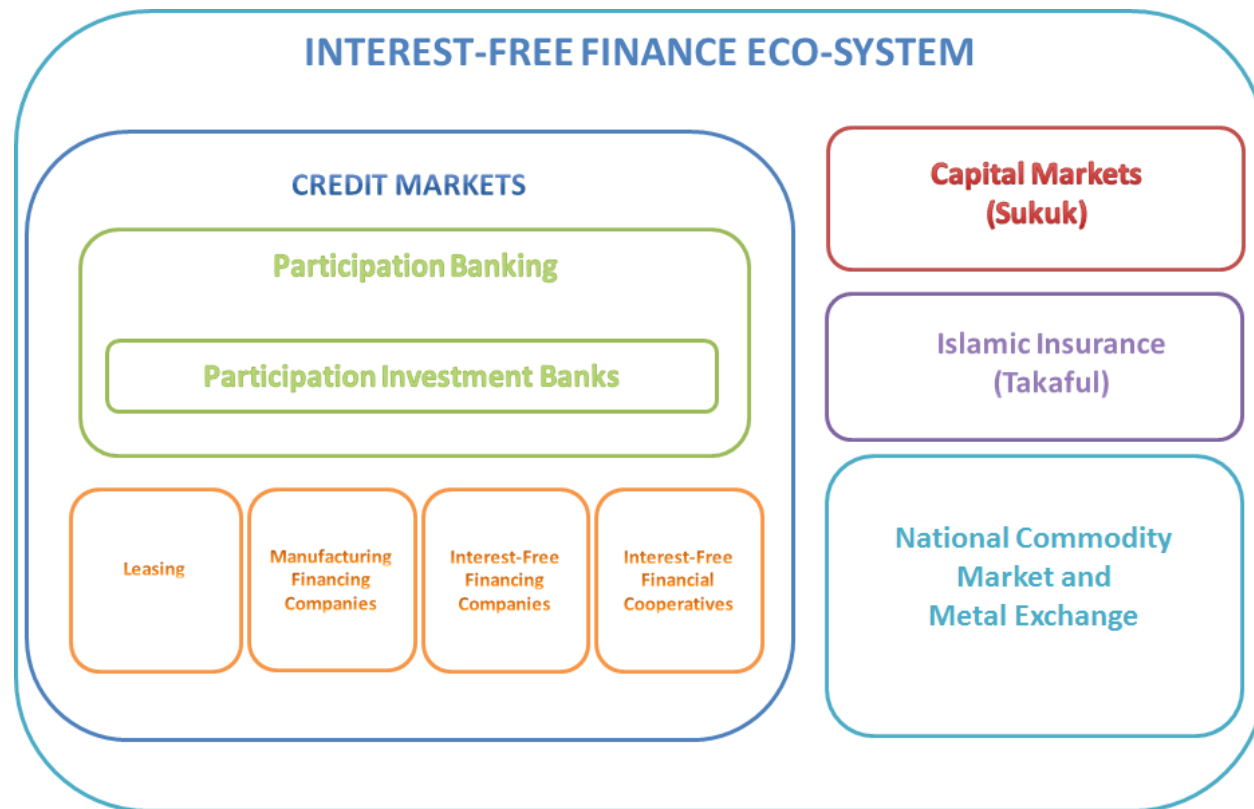 INTEREST-FREE FINANCE ECO-SYSTEM
CREDIT MARKETS
Participation Banking
Participation Investment Banks
Leasing
Manufacturing
Financing
Companies
Interest-Free
Financing
Companies
Interest-Free
Financial
Cooperatives
Capital Markets
(Sukuk)
Islamic Insurance
(Takaful)
National Commodity
Market and
Metal Exchange